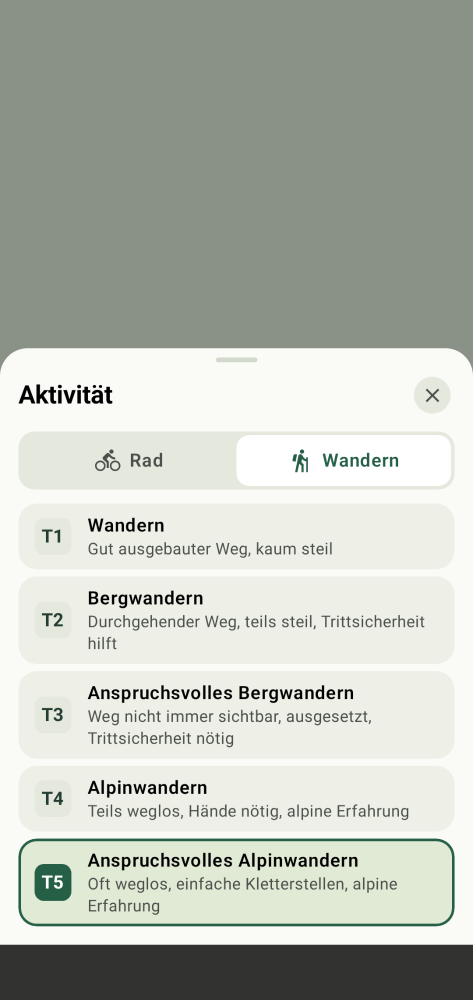 Aktivität
Rad
Wandern
T1
Wandern
Gut ausgebauter Weg, kaum steil
T2
Bergwandern
Durchgehender Weg, teils steil, Trittsicherheit
hilft
T3
Anspruchsvolles Bergwandern
Weg nicht immer sichtbar, ausgesetzt,
Trittsicherheit nötig
T4
Alpinwandern
Teils weglos, Hände nötig, alpine Erfahrung
T5
Anspruchsvolles Alpinwandern
Oft weglos, einfache Kletterstellen, alpine
Erfahrung